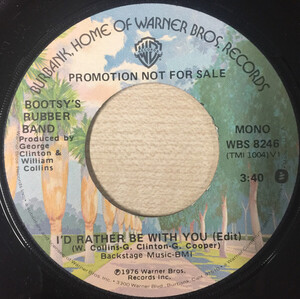 BURBANK, HOME OF WARNER BROS. RECORDS
PROMOTION NOT FOR SALE
BOOTSY'S
RUBBER
BAND
Produced by
George
Clinton &
William
Collins
MONO
WBS 8246
3:40
I'D RATHER BE WITH YOU (Edit)
(W. Collins-G. Clinton-G. Cooper)
Backstage Music-BMI
©1976 Warner Bros.
Records Inc.